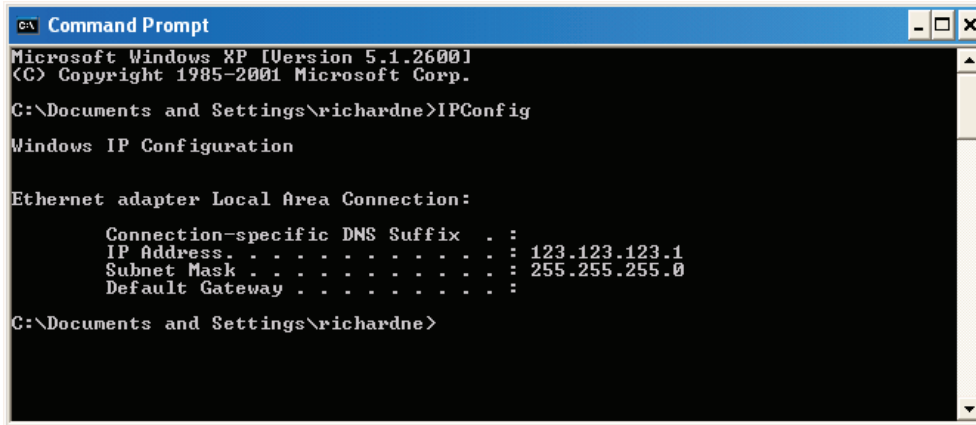 Command Prompt
Microsoft Windows XP [Version 5.1.2600]
(C) Copyright 1985-2001 Microsoft Corp.
C:\Documents and Settings\richardne>IPConfig
Windows IP Configuration
Ethernet adapter Local Area Connection:
Connection-specific DNS Suffix  . :
IP Address. . . . . . . . . . . . : 123.123.123.1
Subnet Mask . . . . . . . . . . . : 255.255.255.0
Default Gateway . . . . . . . . . :
C:\Documents and Settings\richardne>